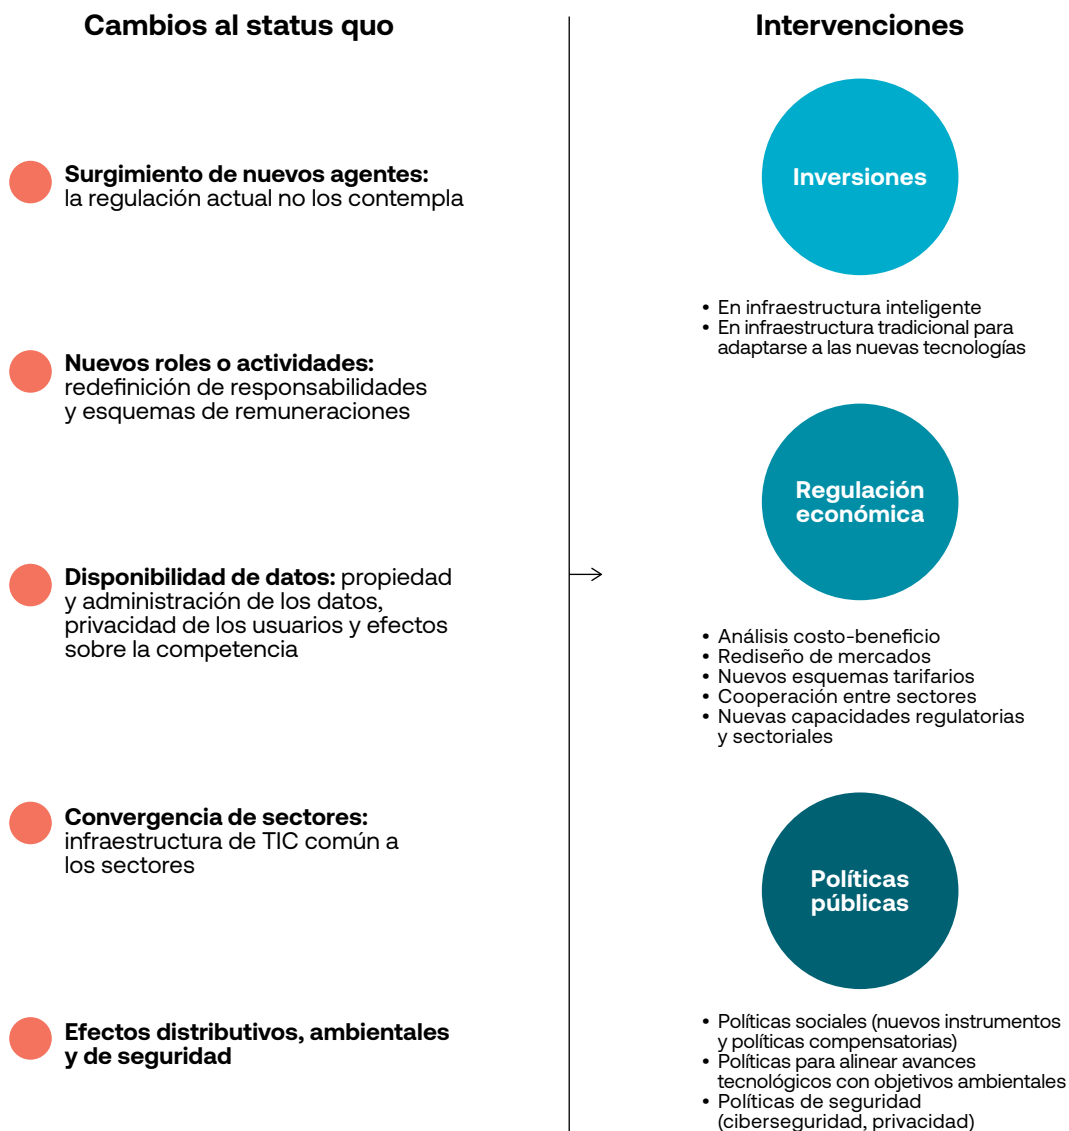 Cambios al status quo
Surgimiento de nuevos agentes:
la regulación actual no los contempla
Nuevos roles o actividades:
redefinición de responsabilidades
y esquemas de remuneraciones
Disponibilidad de datos: propiedad
y administración de los datos,
privacidad de los usuarios y efectos
sobre la competencia
Convergencia de sectores:
infraestructura de TIC común a
los sectores
Efectos distributivos, ambientales
y de seguridad
Intervenciones
Inversiones
• En infraestructura inteligente
• En infraestructura tradicional para
adaptarse a las nuevas tecnologías
Regulación
económica
• Análisis costo-beneficio
• Rediseño de mercados
• Nuevos esquemas tarifarios
• Cooperación entre sectores
• Nuevas capacidades regulatorias
y sectoriales
Políticas
públicas
• Políticas sociales (nuevos instrumentos
y políticas compensatorias)
• Políticas para alinear avances
tecnológicos con objetivos ambientales
• Políticas de seguridad
(ciberseguridad, privacidad)